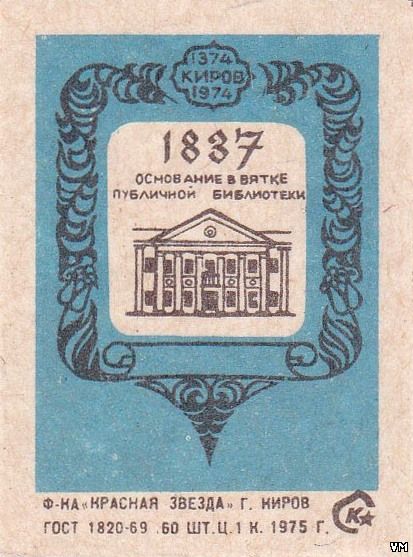 1374
КИРОВ
1974
1837
ОСНОВАНИЕ В ВЯТКЕ
ПУБЛИЧНОЙ БИБЛИОТЕКИ
Ф-КА «КРАСНАЯ ЗВЕЗДА» Г. КИРОВ
ГОСТ 1820-69 .60 ШТ.Ц.1 К. 1975 Г.
К
УМ